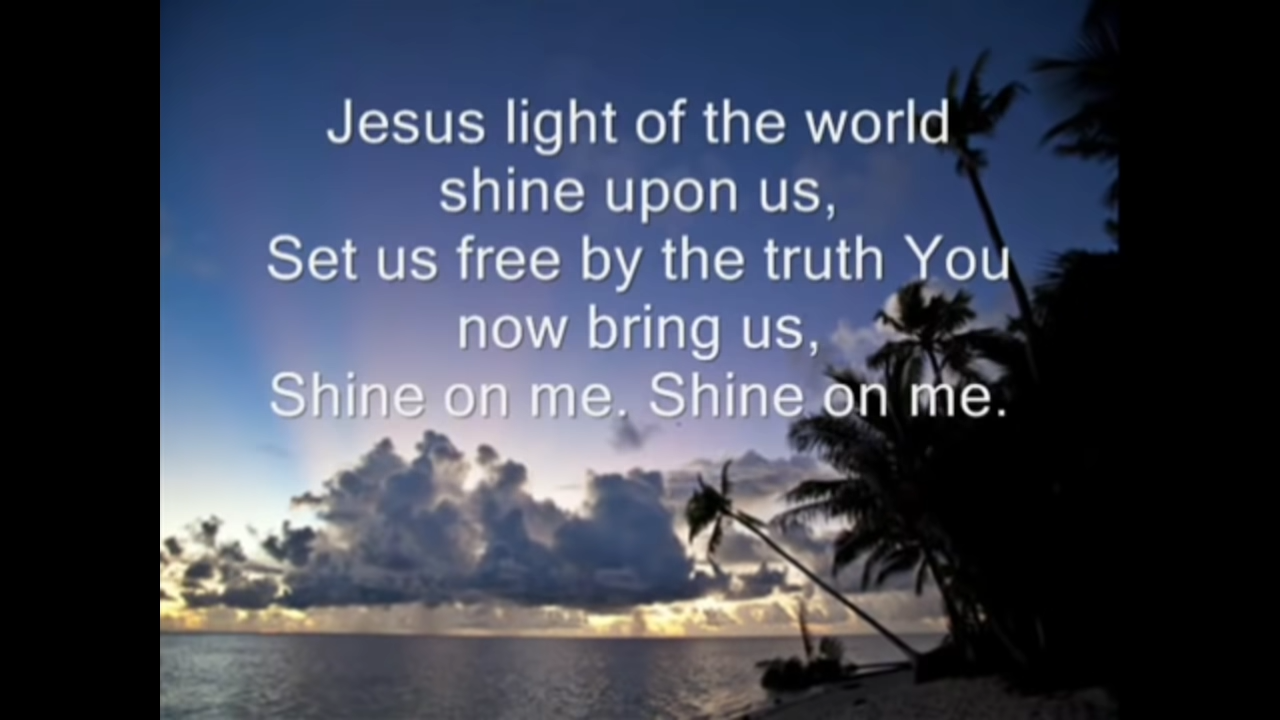 Jesus light of the world
shine upon us,
Set us free by the truth You
now bring us,
Shine on me. Shine on me.